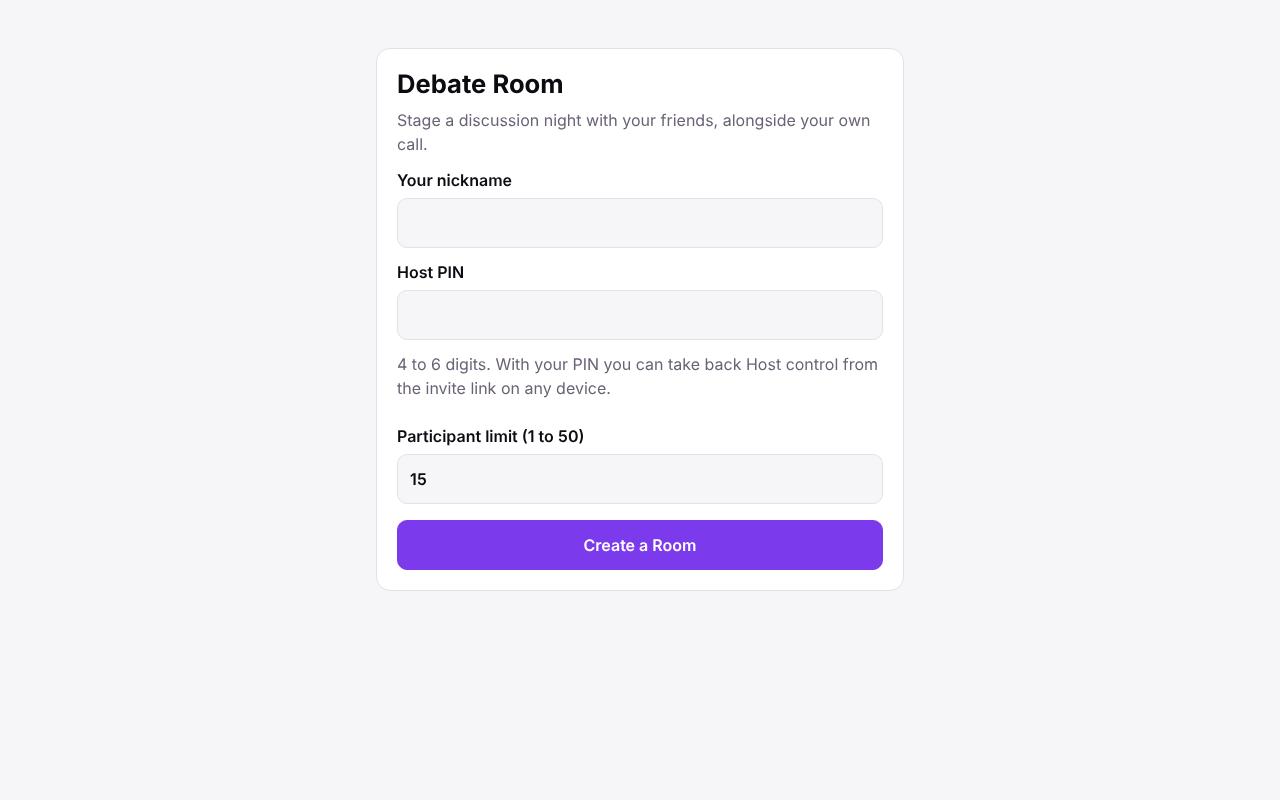 Debate Room
Stage a discussion night with your friends, alongside your own
call.
Your nickname
Host PIN
4 to 6 digits. With your PIN you can take back Host control from
the invite link on any device.
Participant limit (1 to 50)
15
Create a Room